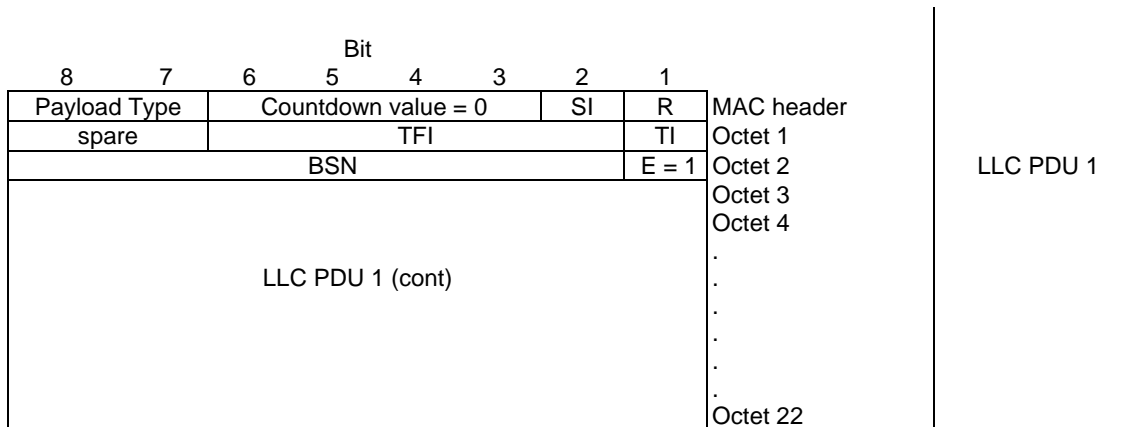 Bit
8 7 6 5 4 3 2 1
Payload Type Countdown value = 0 SI R MAC header
spare TFI TI Octet 1
BSN E = 1 Octet 2 LLC PDU 1
Octet 3
Octet 4
.
LLC PDU 1 (cont) .
.
.
.
.
Octet 22